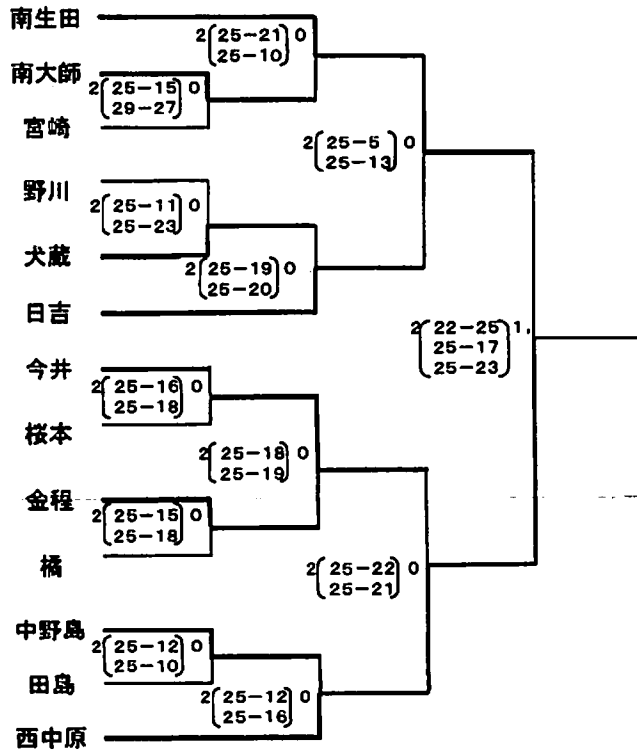 南生田
2 25-21 0
25-10
南大師
2 25-15 0
29-27
宮崎
2 25-5 0
25-13
野川
2 25-11 0
25-23
犬蔵
2 25-19 0
25-20
日吉
2 22-25 1
25-17
25-23
今井
2 25-16 0
25-18
桜本
2 25-18 0
25-19
金程
2 25-15 0
25-18
橘
2 25-22 0
25-21
中野島
2 25-12 0
25-10
田島
2 25-12 0
25-16
西中原